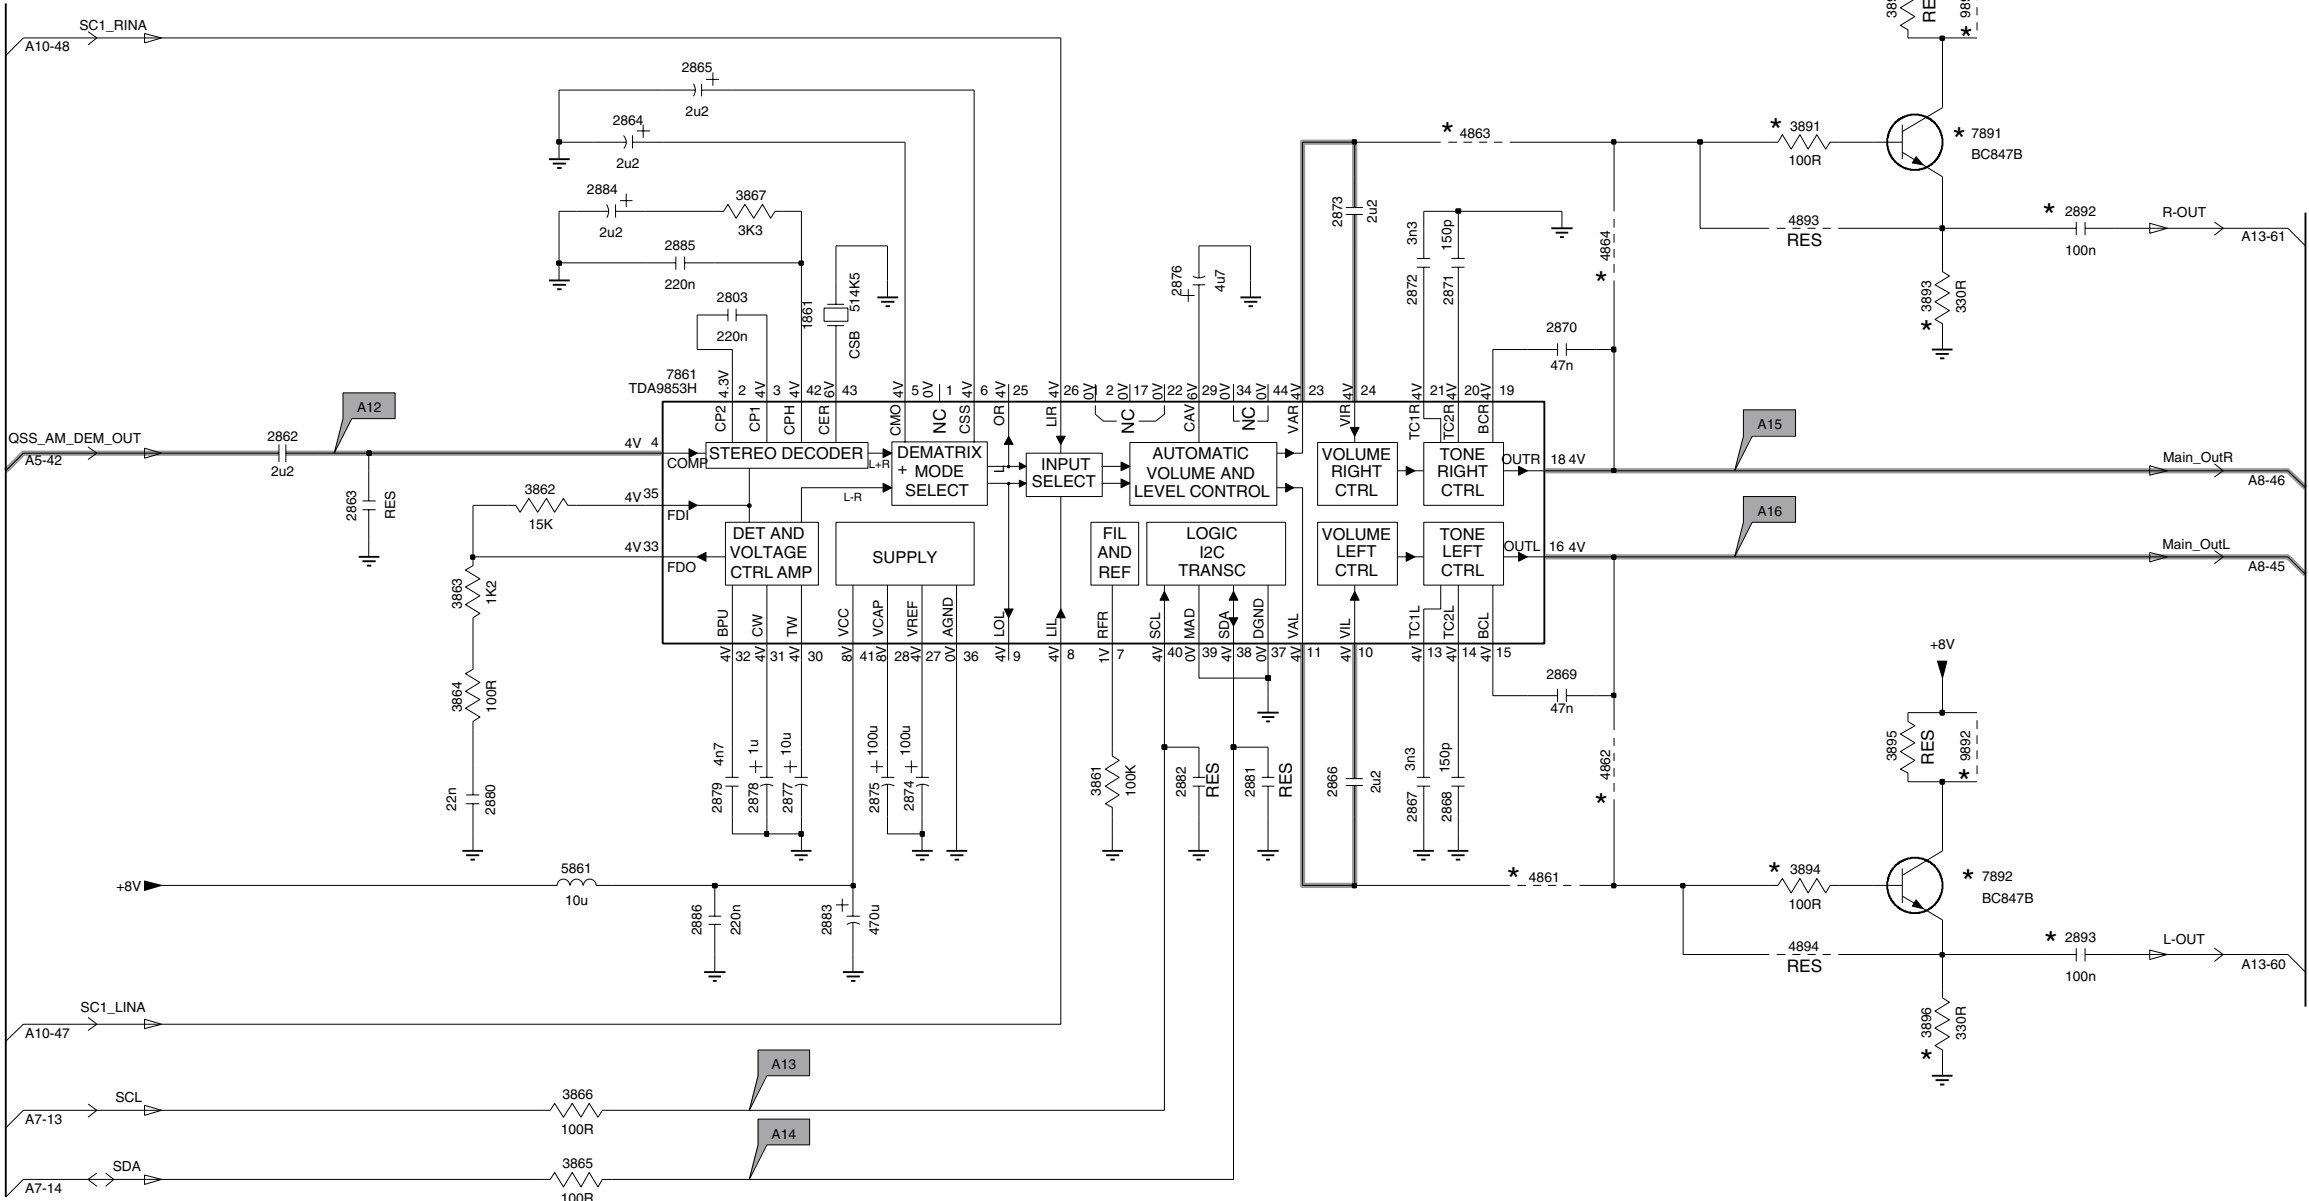 SC1_RINA
A10-48
389
RE
989
*
2865
2u2
2864
2u2
2884
2u2
3867
3K3
2885
220n
2803
220n
1861
514K5
CSB
2876
4u7
2873
2u2
3n3
2872
150p
2871
* 4863
4864
*
* 3891
100R
* 7891
BC847B
4893
RES
* 2892
100n
R-OUT
A13-61
3893
330R
*
2870
47n
7861
TDA9853H
4.3V 2
4V 3
4V 42
6V 43
4V 5
0V 1
4V 6
4V 25
4V 26
0V 2
0V 17
0V 22
6V 29
0V 34
0V 44
4V 23
4V 24
4V 21
4V 20
4V 19
CP2
CP1
CPH
CER
CMO
NC
CSS
OR
LIR
NC
CAV
NC
VAR
VIR
TC1R
TC2R
BCR
QSS_AM_DEM_OUT
A5-42
2862
2u2
A12
2863
RES
4V 4
COMP
STEREO DECODER
L+R
L-R
DEMATRIX
+ MODE
SELECT
L
INPUT
SELECT
AUTOMATIC
VOLUME AND
LEVEL CONTROL
VOLUME
RIGHT
CTRL
TONE
RIGHT
CTRL
OUTR
18 4V
A15
Main_OutR
A8-46
3862
15K
4V 35
FDI
4V 33
FDO
DET AND
VOLTAGE
CTRL AMP
SUPPLY
FIL
AND
REF
LOGIC
I2C
TRANSC
VOLUME
LEFT
CTRL
TONE
LEFT
CTRL
OUTL
16 4V
A16
Main_OutL
A8-45
BPU
CW
TW
VCC
VCAP
VREF
AGND
LOL
LIL
RFR
SCL
MAD
SDA
DGND
VAL
VIL
TC1L
TC2L
BCL
4V 32
4V 31
4V 30
8V 41
8V 28
4V 27
0V 36
4V 9
4V 8
1V 7
4V 40
0V 39
4V 38
0V 37
4V 11
4V 10
4V 13
4V 14
4V 15
3863
1K2
3864
100R
22n
2880
4n7
2879
1u
2878
10u
2877
100u
2875
100u
2874
3861
100K
2882
RES
2881
RES
2866
2u2
3n3
2867
150p
2868
2869
47n
4862
*
+8V
3895
RES
9892
*
+8V
5861
10u
2886
220n
2883
470u
* 4861
* 3894
100R
* 7892
BC847B
4894
RES
* 2893
100n
L-OUT
A13-60
3896
330R
*
SC1_LINA
A10-47
A13
SCL
A7-13
3866
100R
A14
SDA
A7-14
3865
100R